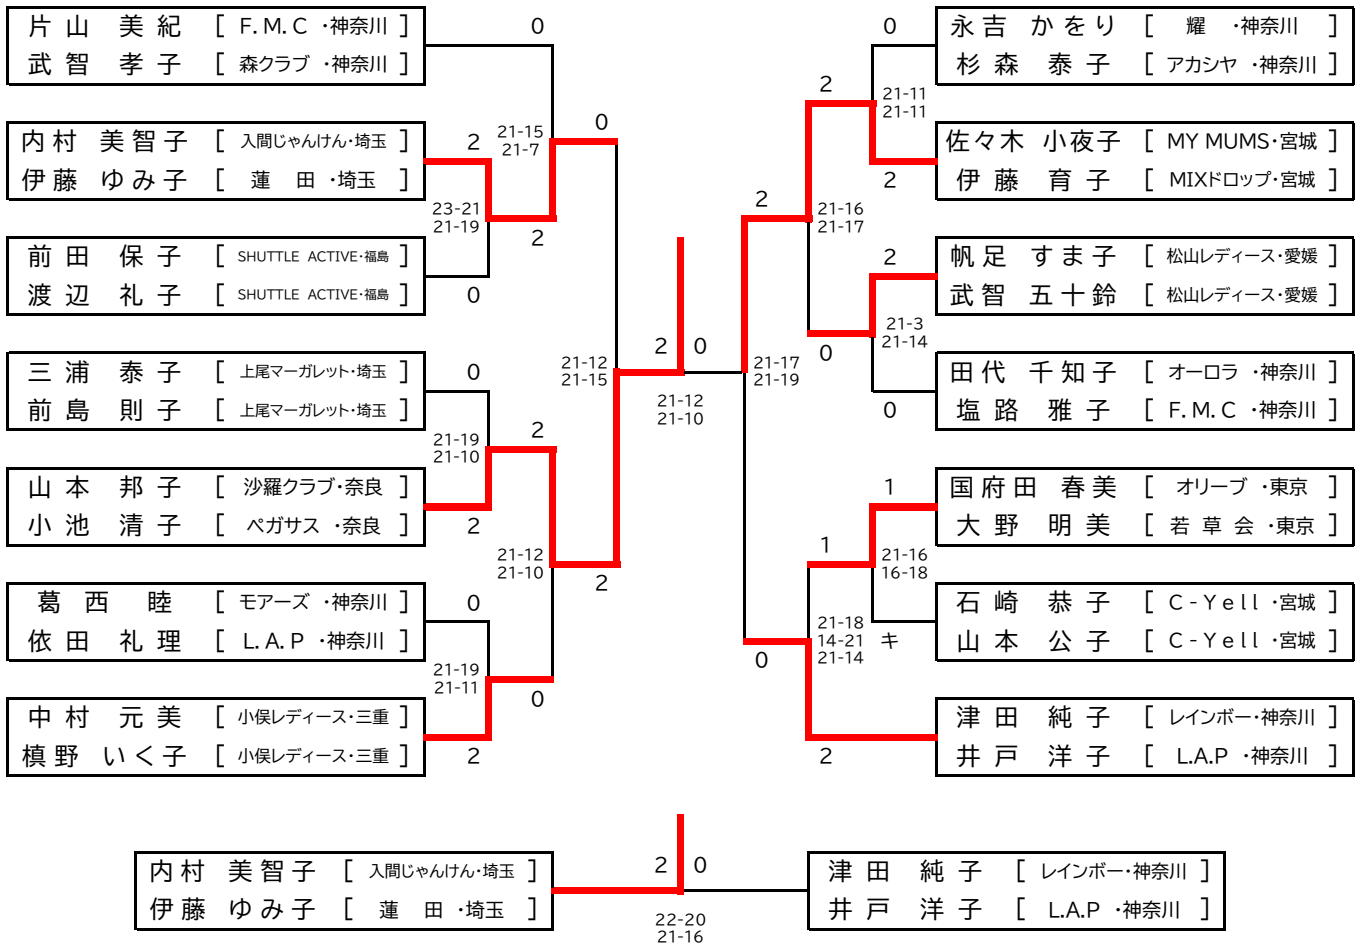 片山 美紀 [ F.M.C ・神奈川 ]
武智 孝子 [ 森クラブ ・神奈川 ]
0
内村 美智子 [ 入間じゃんけん・埼玉 ]
伊藤 ゆみ子 [ 蓮 田 ・埼玉 ]
2
21-15
21-7
0
23-21
21-19
2
前田 保子 [ SHUTTLE ACTIVE・福島 ]
渡辺 礼子 [ SHUTTLE ACTIVE・福島 ]
0
三浦 泰子 [ 上尾マーガレット・埼玉 ]
前島 則子 [ 上尾マーガレット・埼玉 ]
0
21-12
21-15
21-19
21-10
2
山本 邦子 [ 沙羅クラブ・奈良 ]
小池 清子 [ ペガサス ・奈良 ]
2
21-12
21-10
2
葛西 睦 [ モアーズ ・神奈川 ]
依田 礼理 [ L.A.P ・神奈川 ]
0
21-19
21-11
0
中村 元美 [ 小俣レディース・三重 ]
槙野 いく子 [ 小俣レディース・三重 ]
2
2 0
21-12
21-10
0
永吉 かをり [ 耀 ・神奈川 ]
杉森 泰子 [ アカシヤ ・神奈川 ]
2
21-11
21-11
佐々木 小夜子 [ MY MUMS・宮城 ]
伊藤 育子 [ MIXドロップ・宮城 ]
2
2
21-16
21-17
2
帆足 すま子 [ 松山レディース・愛媛 ]
武智 五十鈴 [ 松山レディース・愛媛 ]
21-3
21-14
0
21-17
21-19
田代 千知子 [ オーロラ ・神奈川 ]
塩路 雅子 [ F.M.C ・神奈川 ]
0
1
国府田 春美 [ オリーブ ・東京 ]
大野 明美 [ 若草会 ・東京 ]
1
21-16
16-18
石崎 恭子 [ C-Yell ・宮城 ]
山本 公子 [ C-Yell ・宮城 ]
キ
21-18
14-21
21-14
0
津田 純子 [ レインボー・神奈川 ]
井戸 洋子 [ L.A.P ・神奈川 ]
2
内村 美智子 [ 入間じゃんけん・埼玉 ]
伊藤 ゆみ子 [ 蓮 田 ・埼玉 ]
2 0
22-20
21-16
津田 純子 [ レインボー・神奈川 ]
井戸 洋子 [ L.A.P ・神奈川 ]